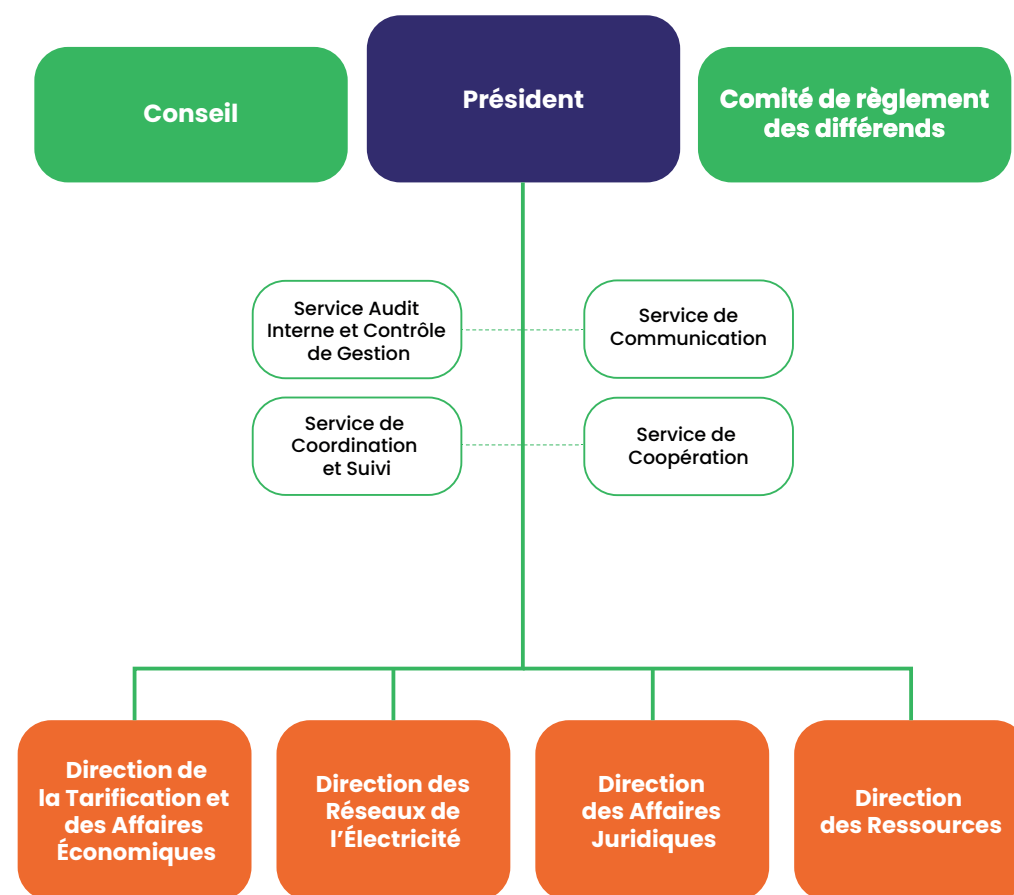 Conseil
Président
Comité de règlement
des différends
Service Audit
Interne et Contrôle
de Gestion
Service de
Communication
Service de
Coordination
et Suivi
Service de
Coopération
Direction de
la Tarification et
des Affaires
Économiques
Direction des
Réseaux de
l’Électricité
Direction
des Affaires
Juridiques
Direction
des Ressources